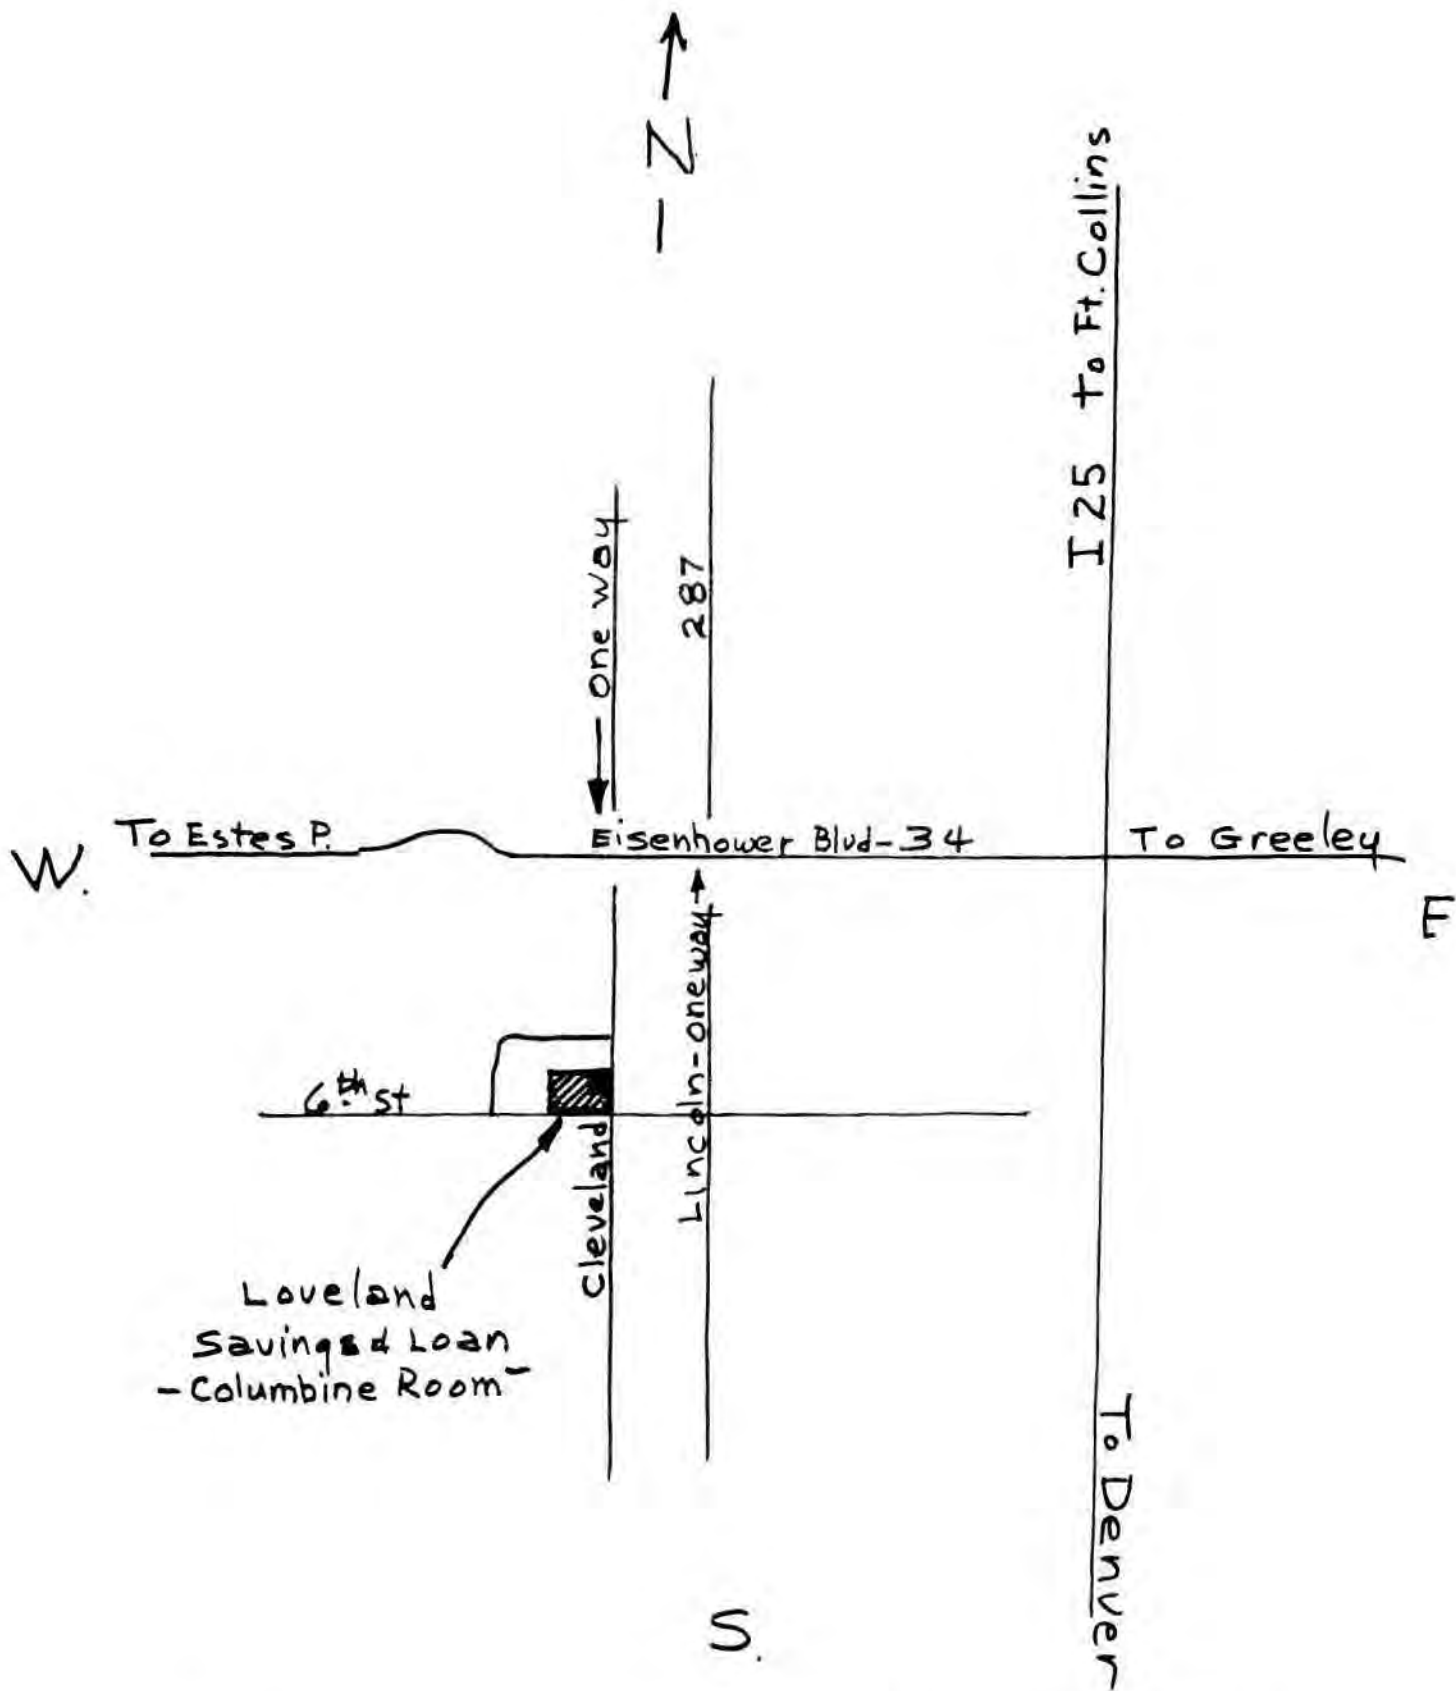 N
I 25 to Ft. Collins
one way
287
To Estes P.
Eisenhower Blvd-34
To Greeley
W.
E
Lincoln-one way
6th St
Cleveland
Loveland
Savings & Loan
-Columbine Room-
To Denver
S.